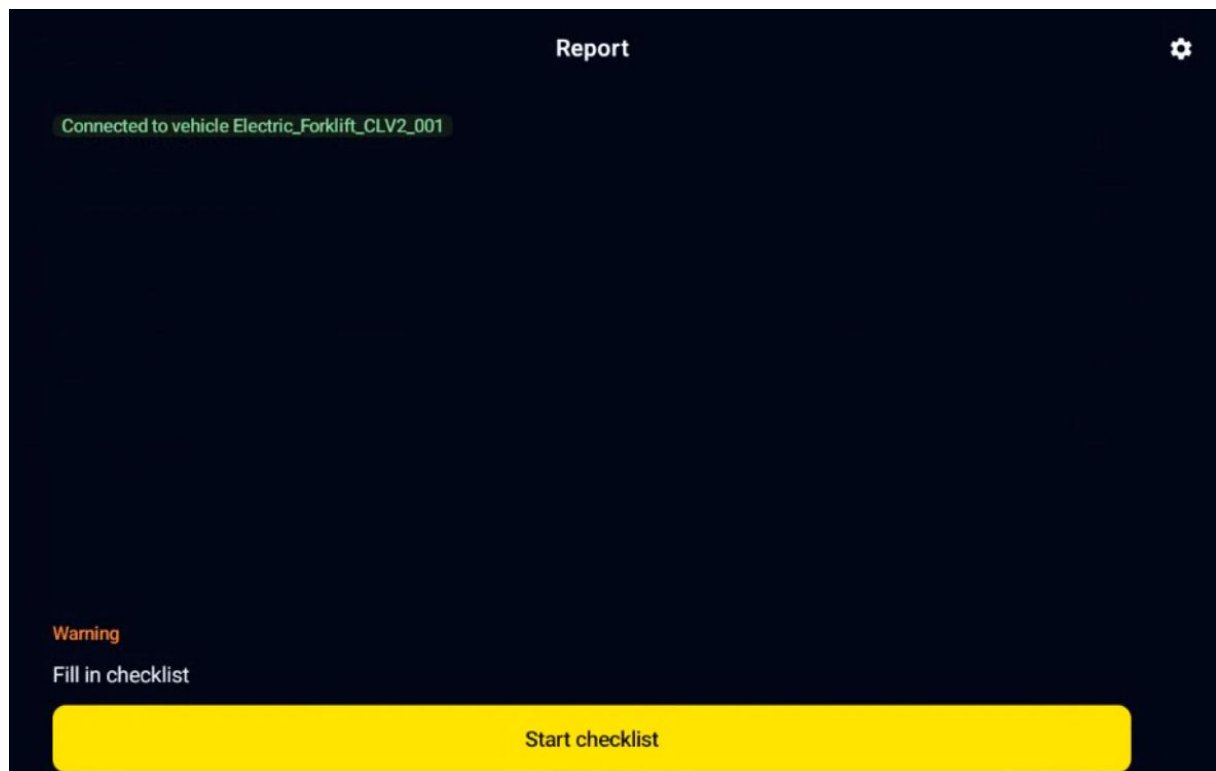 Report
Connected to vehicle Electric_Forklift_CLV2_001
Warning
Fill in checklist
Start checklist